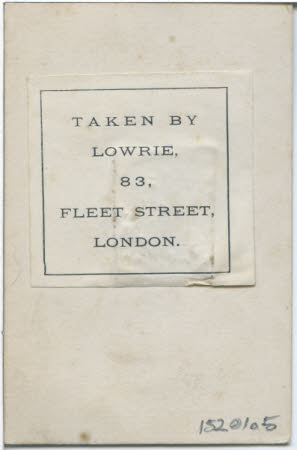 TAKEN BY
LOWRIE,
83,
FLEET STREET,
LONDON.
1520105